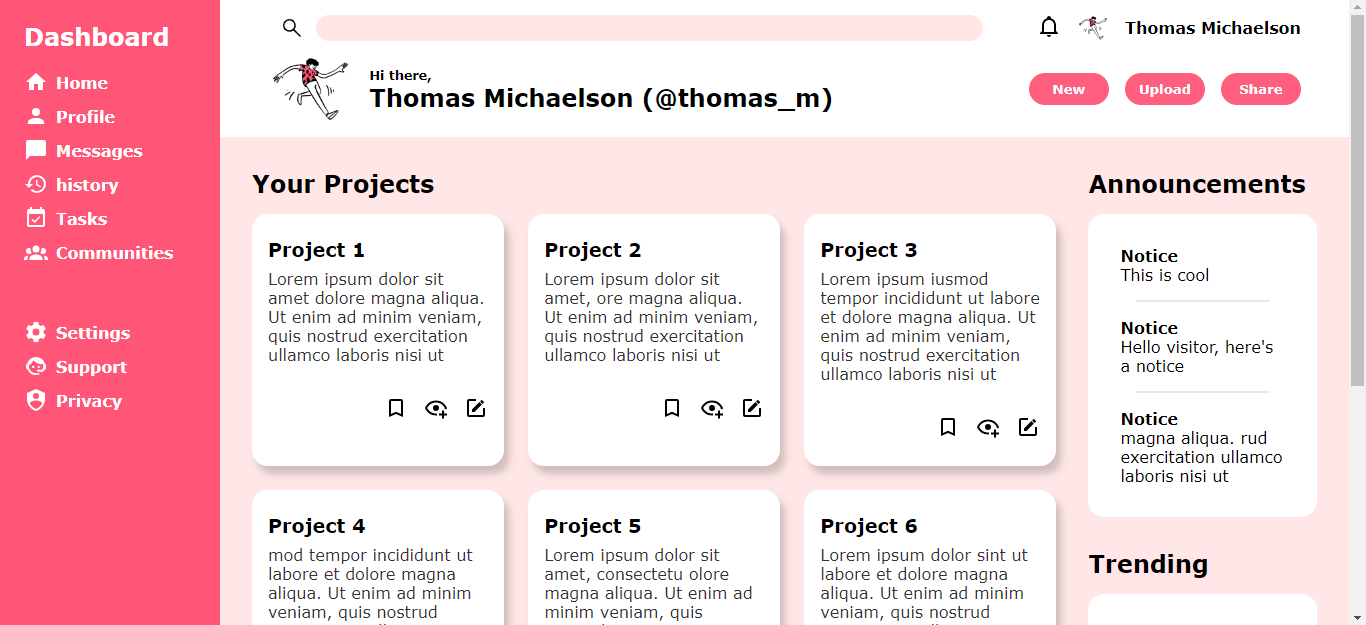 Dashboard
Home
Profile
Messages
history
Tasks
Communities
Settings
Support
Privacy
Thomas Michaelson
Hi there,
Thomas Michaelson (@thomas_m)
New
Upload
Share
Your Projects
Project 1
Lorem ipsum dolor sit
amet dolore magna aliqua.
Ut enim ad minim veniam,
quis nostrud exercitation
ullamco laboris nisi ut
Project 2
Lorem ipsum dolor sit
amet, ore magna aliqua.
Ut enim ad minim veniam,
quis nostrud exercitation
ullamco laboris nisi ut
Project 3
Lorem ipsum iusmod
tempor incididunt ut labore
et dolore magna aliqua. Ut
enim ad minim veniam,
quis nostrud exercitation
ullamco laboris nisi ut
Project 4
mod tempor incididunt ut
labore et dolore magna
aliqua. Ut enim ad minim
veniam, quis nostrud
Project 5
Lorem ipsum dolor sit
amet, consectetu olore
magna aliqua. Ut enim ad
minim veniam, quis
Project 6
Lorem ipsum dolor sint ut
labore et dolore magna
aliqua. Ut enim ad minim
veniam, quis nostrud
Announcements
Notice
This is cool
Notice
Hello visitor, here's
a notice
Notice
magna aliqua. rud
exercitation ullamco
laboris nisi ut
Trending